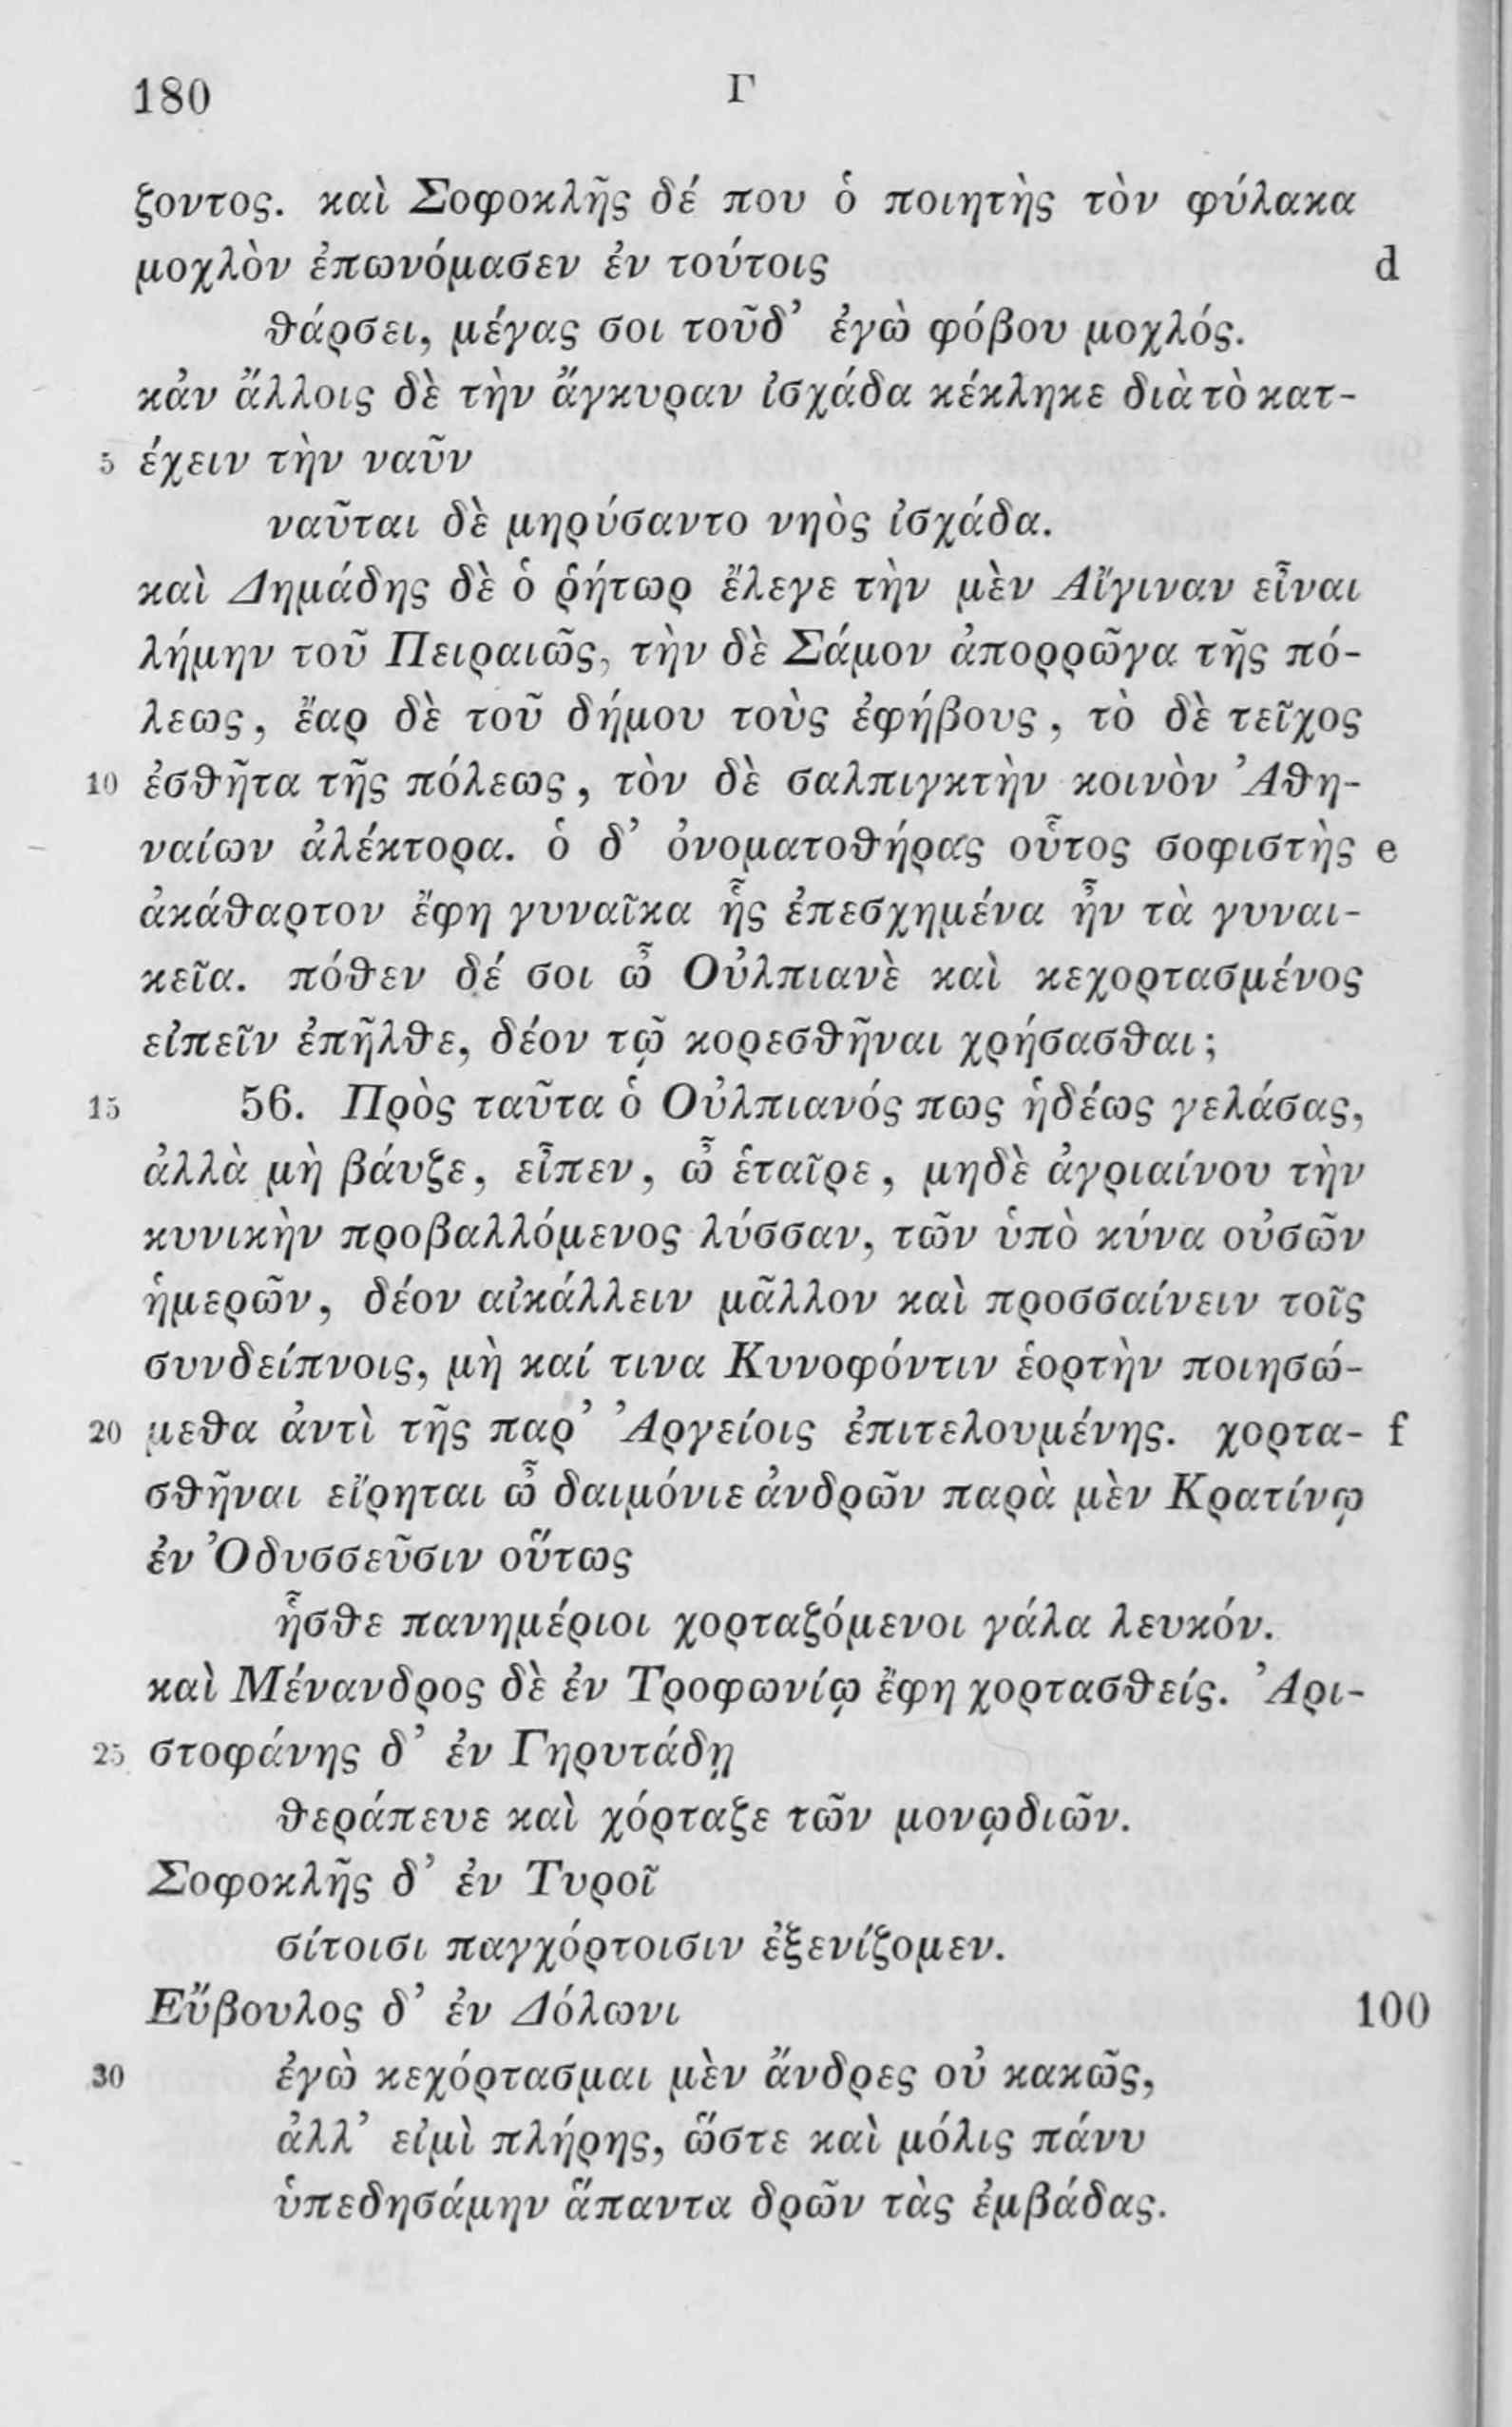 180 Γ
ζοντος. καὶ Σοφοκλῆς δέ που ὁ ποιητὴς τὸν φύλακα
μοχλὸν ἐπωνόμασεν ἐν τούτοις d
θάρσει, μέγας σοι τοῦδ’ ἐγὼ φόβου μοχλός.
κἀν ἄλλοις δὲ τὴν ἄγκυραν ἰσχάδα κέκληκε διὰ τὸ κατ-
5 έχειν τὴν ναῦν
ναῦται δὲ μηρύσαντο νηὸς ἰσχάδα.
καὶ Δημάδης δὲ ὁ ῥήτωρ ἔλεγε τὴν μὲν Αἴγιναν εἶναι
λήμην τοῦ Πειραιῶς, τὴν δὲ Σάμον ἀπορρῶγα τῆς πό-
λεως, ἔαρ δὲ τοῦ δήμου τοὺς ἐφήβους, τὸ δὲ τεῖχος
10 ἐσθῆτα τῆς πόλεως, τὸν δὲ σαλπιγκτὴν κοινὸν Ἀθη-
ναίων ἀλέκτορα. ὁ δ’ ὀνοματοθήρας οὗτος σοφιστὴς e
ἀκάθαρτον ἔφη γυναῖκα ἧς ἐπεσχημένα ἦν τὰ γυναι-
κεῖα. πόθεν δέ σοι ὦ Οὐλπιανὲ καὶ κεχορτασμένος
εἰπεῖν ἐπῆλθε, δέον τῷ κορεσθῆναι χρήσασθαι;
15 56. Πρὸς ταῦτα ὁ Οὐλπιανός πως ἡδέως γελάσας,
ἀλλὰ μὴ βάυζε, εἶπεν, ὦ ἑταῖρε, μηδὲ ἀγριαίνου τὴν
κυνικὴν προβαλλόμενος λύσσαν, τῶν ὑπὸ κύνα οὐσῶν
ἡμερῶν, δέον αἰκάλλειν μᾶλλον καὶ προσσαίνειν τοῖς
συνδείπνοις, μὴ καί τινα Κυνοφόντιν ἑορτὴν ποιησώ-
20 μεθα ἀντὶ τῆς παρ’ Ἀργείοις ἐπιτελουμένης. χορτα- f
σθῆναι εἴρηται ὦ δαιμόνιε ἀνδρῶν παρὰ μὲν Κρατίνῳ
ἐν Ὀδυσσεῦσιν οὕτως
ἧσθε πανημέριοι χορταζόμενοι γάλα λευκόν.
καὶ Μένανδρος δὲ ἐν Τροφωνίῳ ἔφη χορτασθείς. Ἀρι-
25 στοφάνης δ’ ἐν Γηρυτάδῃ
θεράπευε καὶ χόρταζε τῶν μονῳδιῶν.
Σοφοκλῆς δ’ ἐν Τυροῖ
σίτοισι παγχόρτοισιν ἐξενίζομεν.
Εὔβουλος δ’ ἐν Δόλωνι 100
30 ἐγὼ κεχόρτασμαι μὲν ἄνδρες οὐ κακῶς,
ἀλλ’ εἰμὶ πλήρης, ὥστε καὶ μόλις πάνυ
ὑπεδησάμην ἅπαντα δρῶν τὰς ἐμβάδας.